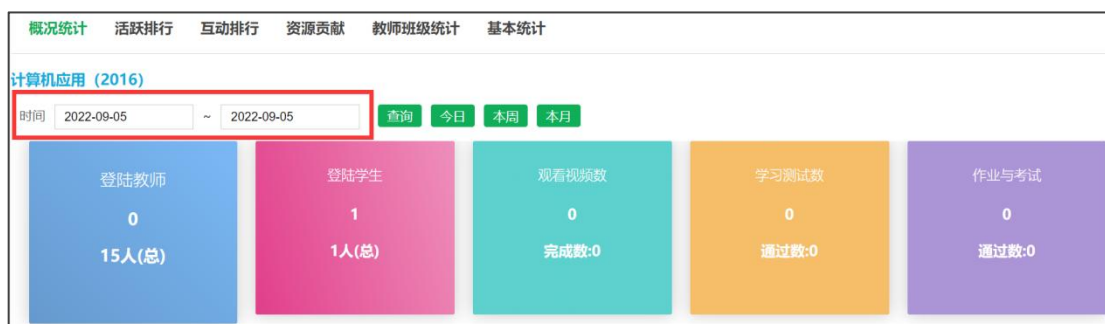 概况统计 活跃排行 互动排行 资源贡献 教师班级统计 基本统计
计算机应用（2016）
时间 2022-09-05 ~ 2022-09-05 查询 今日 本周 本月
登陆教师 登陆学生 观看视频数 学习测试数 作业与考试
0 1 0 0 0
15人(总) 1人(总) 完成数:0 通过数:0 通过数:0